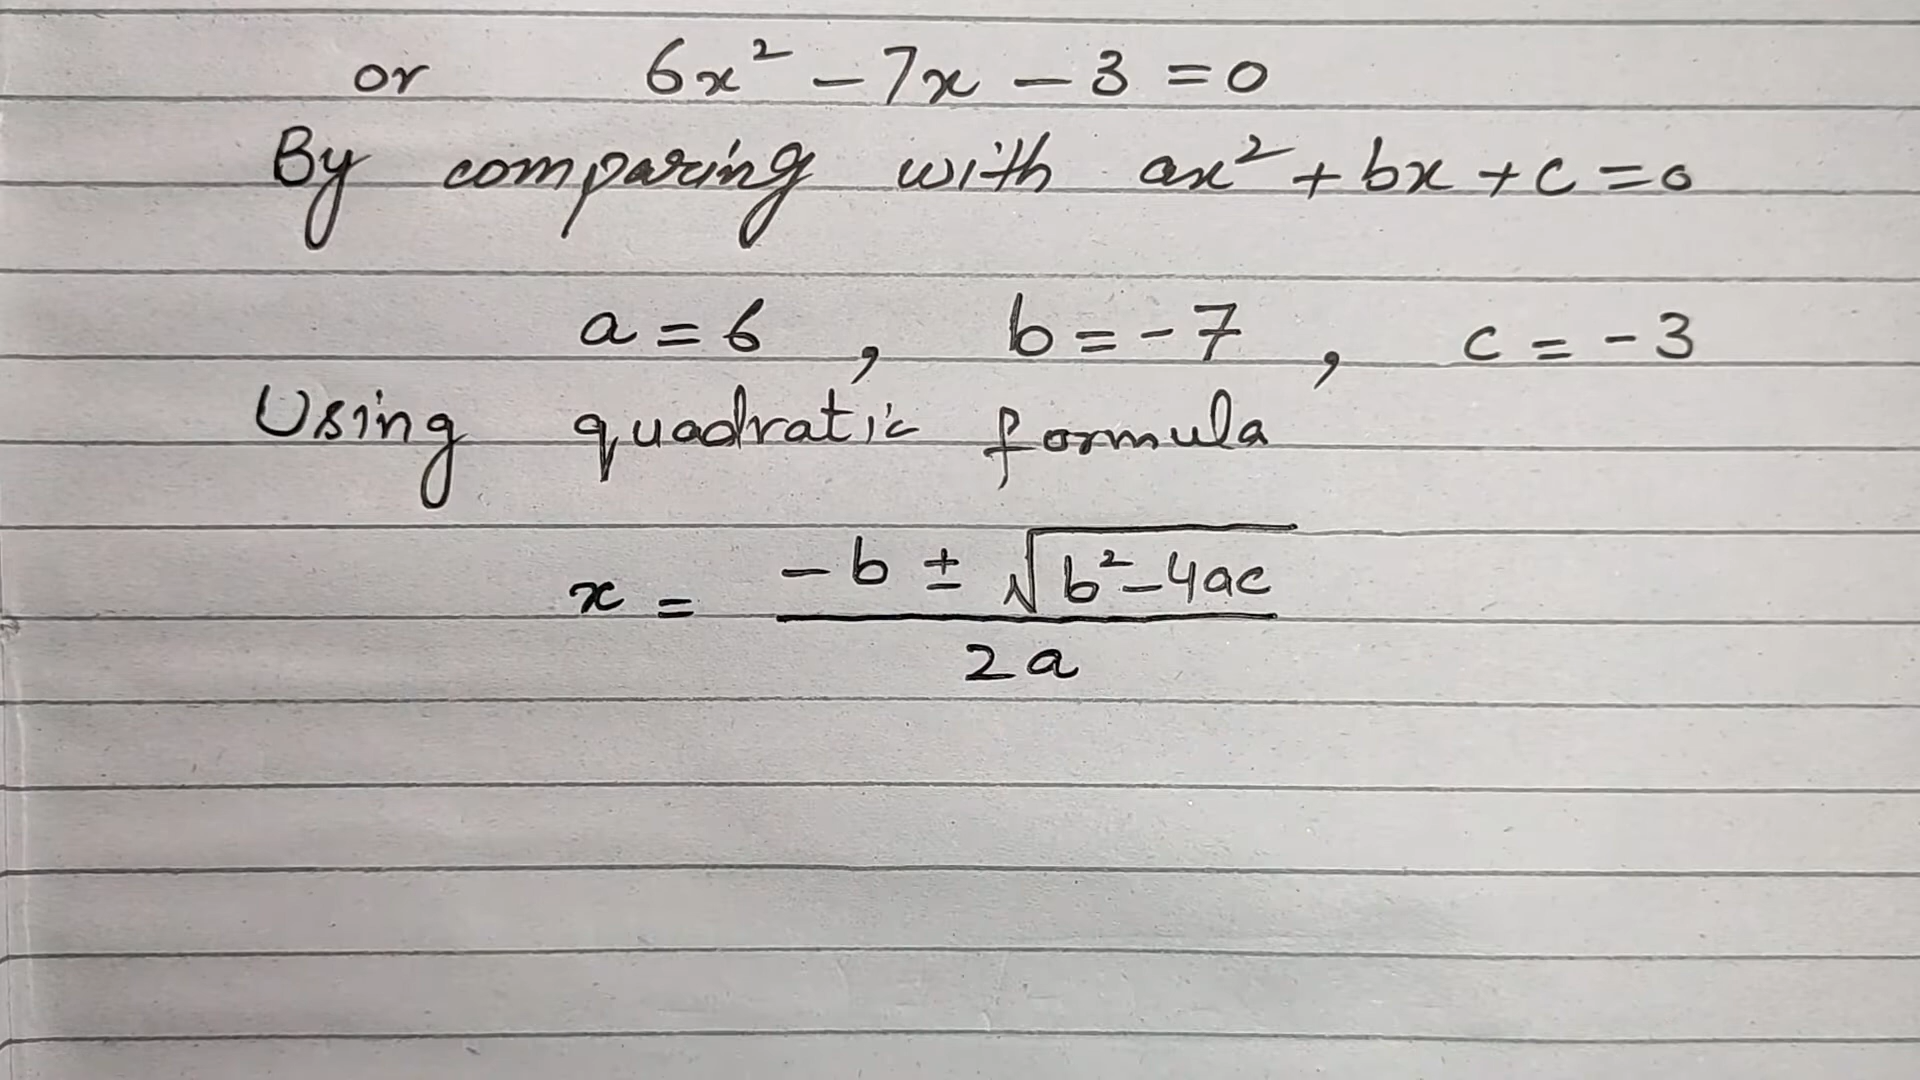 or 6x² - 7x - 3 = 0
By comparing with ax² + bx + c = 0
a = 6 , b = -7 , c = -3
Using quadratic formula
x = -b ± √b²-4ac
2a